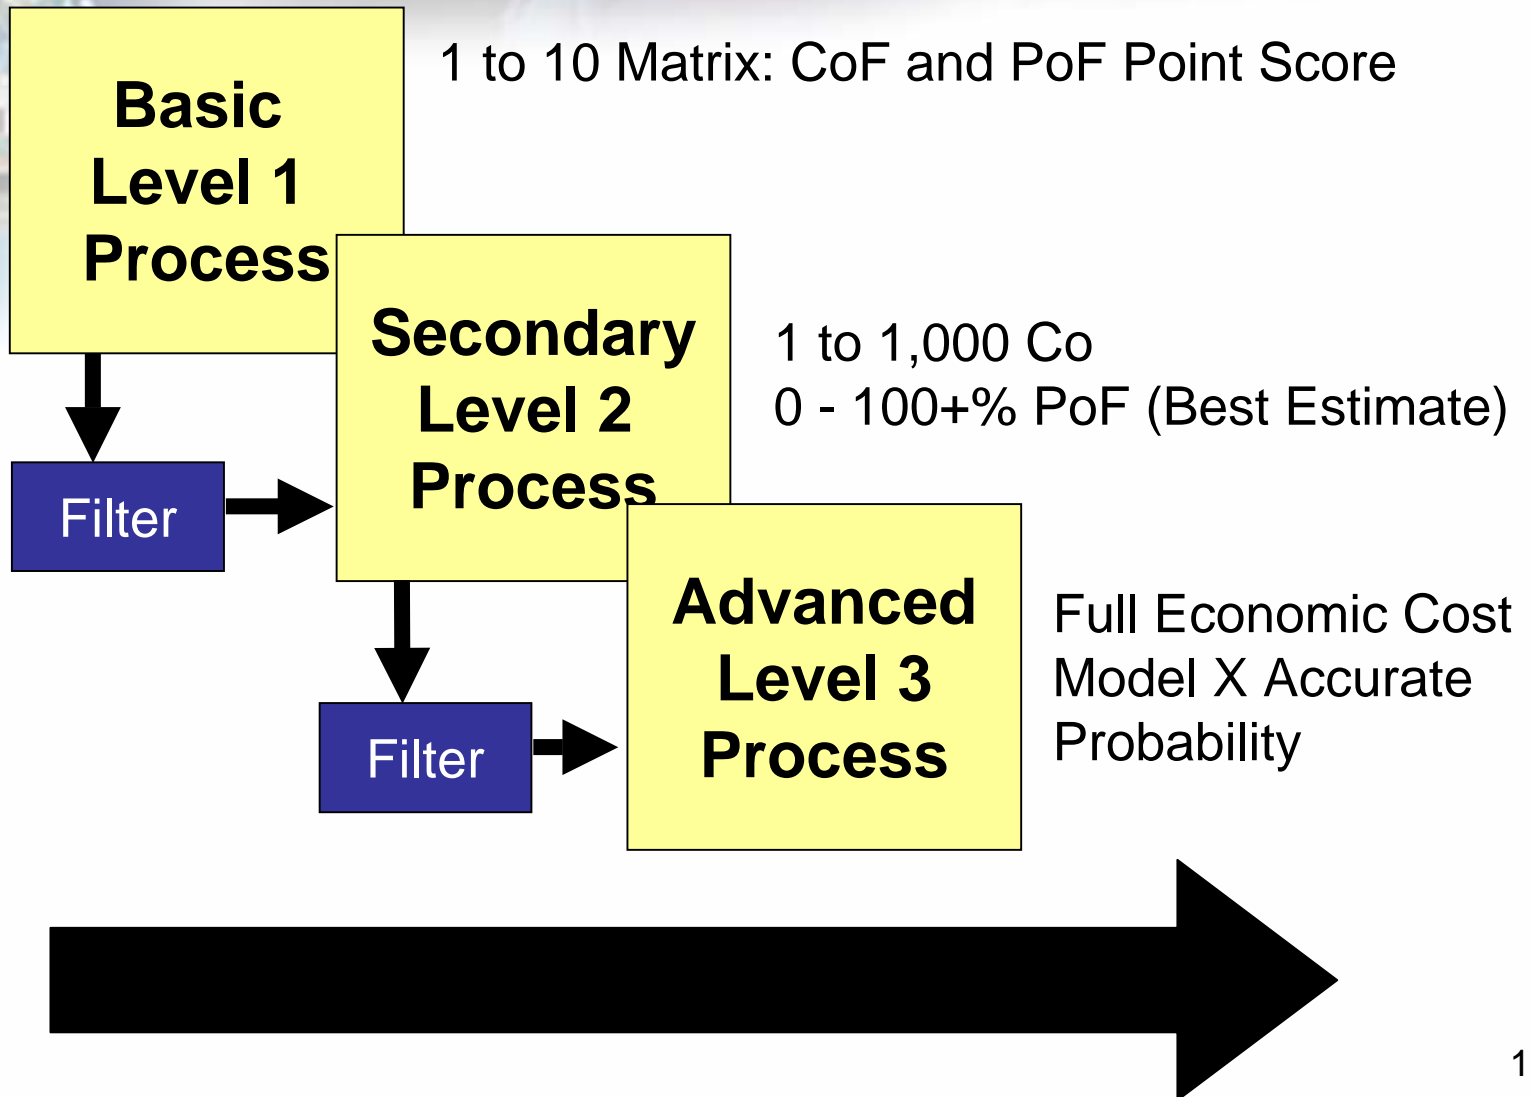 1 to 10 Matrix: CoF and PoF Point Score
Basic
Level 1
Process
Secondary
Level 2
Process
1 to 1,000 Co
0 - 100+% PoF (Best Estimate)
Filter
Advanced
Level 3
Process
Full Economic Cost
Model X Accurate
Probability
Filter
1